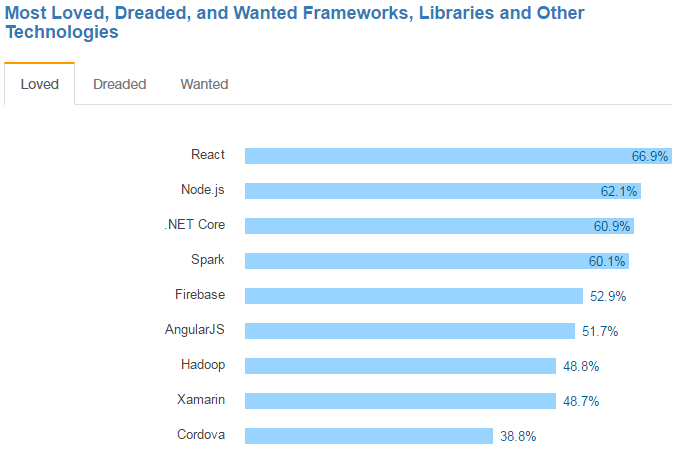 Most Loved, Dreaded, and Wanted Frameworks, Libraries and Other
Technologies
Loved Dreaded Wanted
React 66.9%
Node.js 62.1%
.NET Core 60.9%
Spark 60.1%
Firebase 52.9%
AngularJS 51.7%
Hadoop 48.8%
Xamarin 48.7%
Cordova 38.8%